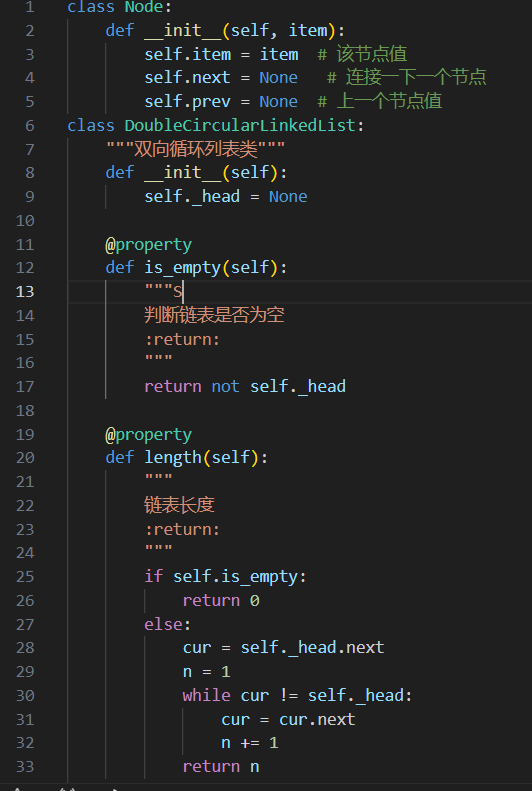 1 class Node:
2 def __init__(self, item):
3 self.item = item # 该节点值
4 self.next = None # 连接一下一个节点
5 self.prev = None # 上一个节点值
6 class DoubleCircularLinkedList:
7 """双向循环列表类"""
8 def __init__(self):
9 self._head = None
10
11 @property
12 def is_empty(self):
13 """S
14 判断链表是否为空
15 :return:
16 """
17 return not self._head
18
19 @property
20 def length(self):
21 """
22 链表长度
23 :return:
24 """
25 if self.is_empty:
26 return 0
27 else:
28 cur = self._head.next
29 n = 1
30 while cur != self._head:
31 cur = cur.next
32 n += 1
33 return n